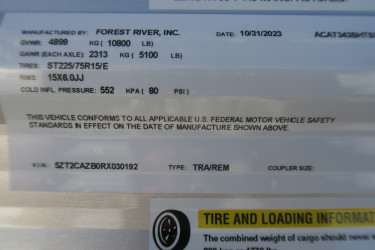 MANUFACTURED BY: FOREST RIVER, INC. DATE: 10/31/2023
GVWR: 4899 KG ( 10800 LB)
GAWR (EACH AXLE): 2313 KG ( 5100 LB)
TIRES: ST225/75R15/E
RIMS: 15X6.0JJ
COLD INFL. PRESSURE: 552 KPA ( 80 PSI)
THIS VEHICLE CONFORMS TO ALL APPLICABLE U.S. FEDERAL MOTOR VEHICLE SAFETY
STANDARDS IN EFFECT ON THE DATE OF MANUFACTURE SHOWN ABOVE.
V.I.N.: 5ZT2CAZB0RX030192 TYPE: TRA/REM COUPLER SIZE:
TIRE AND LOADING INFORMAT
The combined weight of cargo should never